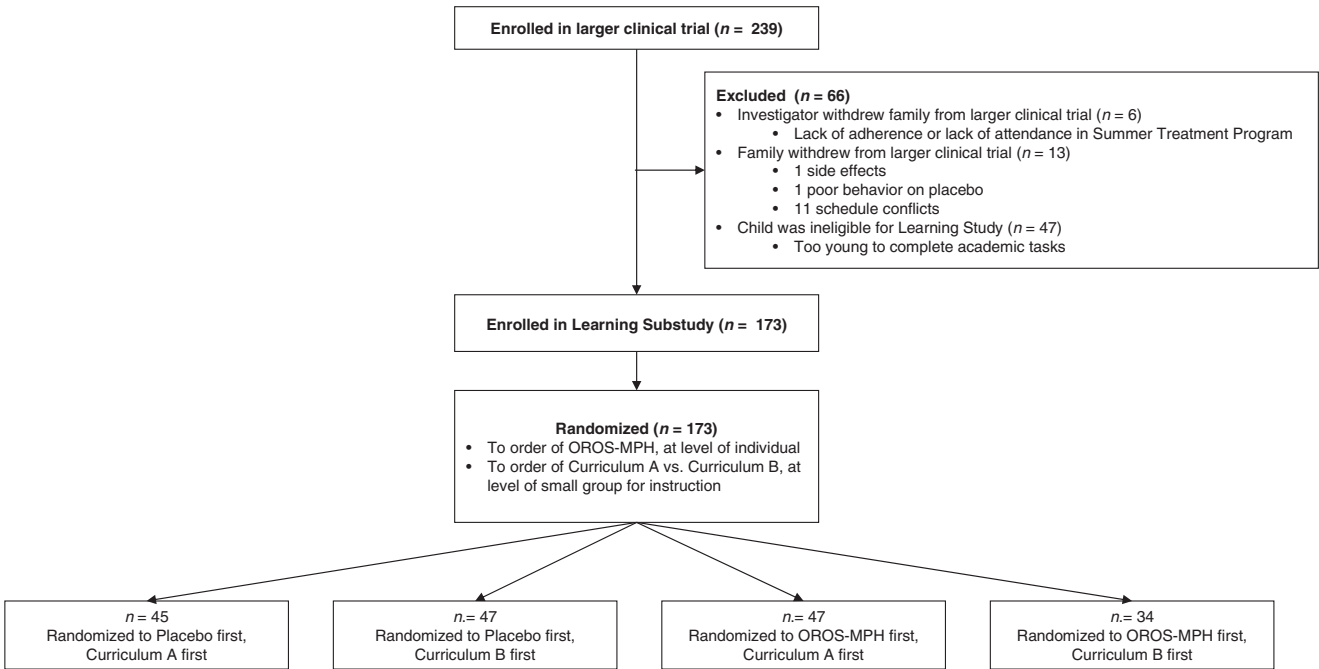 Enrolled in larger clinical trial (n = 239)
Excluded (n = 66)
• Investigator withdrew family from larger clinical trial (n = 6)
• Lack of adherence or lack of attendance in Summer Treatment Program
• Family withdrew from larger clinical trial (n = 13)
• 1 side effects
• 1 poor behavior on placebo
• 11 schedule conflicts
• Child was ineligible for Learning Study (n = 47)
• Too young to complete academic tasks
Enrolled in Learning Substudy (n = 173)
Randomized (n = 173)
• To order of OROS-MPH, at level of individual
• To order of Curriculum A vs. Curriculum B, at
level of small group for instruction
n = 45
Randomized to Placebo first,
Curriculum A first
n.= 47
Randomized to Placebo first,
Curriculum B first
n.= 47
Randomized to OROS-MPH first,
Curriculum A first
n.= 34
Randomized to OROS-MPH first,
Curriculum B first